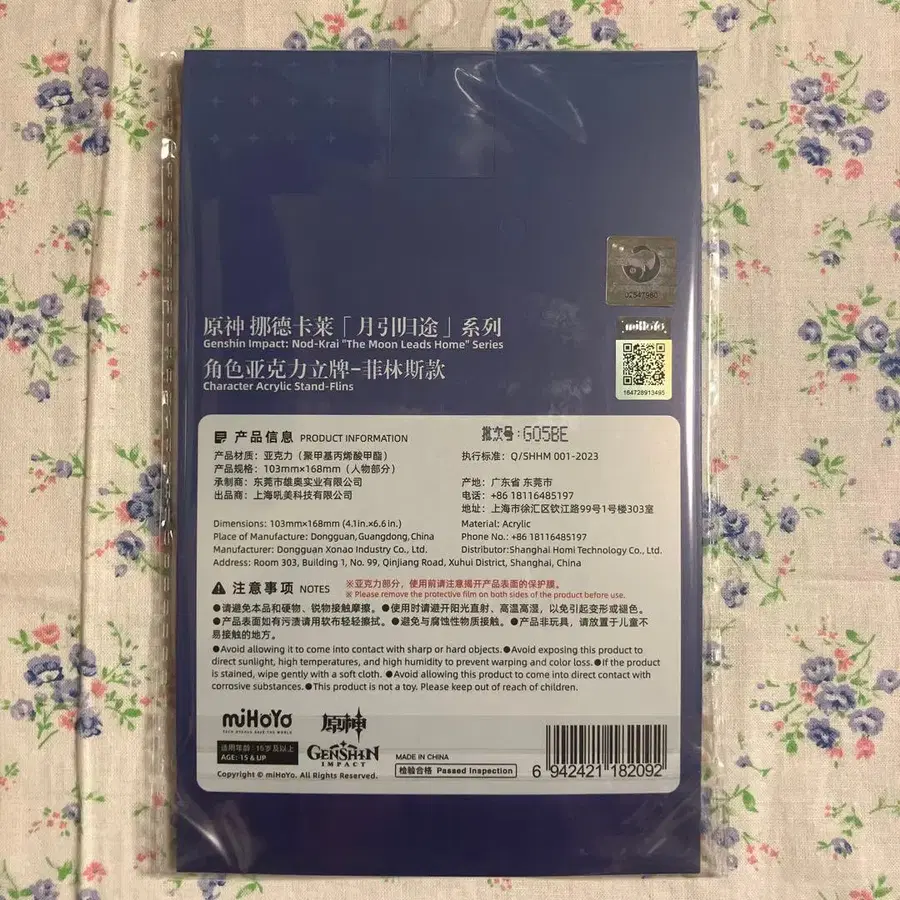 02547980
miHoYo
184728913495
原神 挪德卡莱「月引归途」系列
Genshin Impact: Nod-Krai "The Moon Leads Home" Series
角色亚克力立牌-菲林斯款
Character Acrylic Stand-Flins
产品信息 PRODUCT INFORMATION
批次号:G05BE
产品材质：亚克力（聚甲基丙烯酸甲酯）
执行标准：Q/SHHM 001-2023
产品规格：103mm×168mm（人物部分）
承制商：东莞市雄奥实业有限公司
产地：广东省 东莞市
出品商：上海吼美科技有限公司
电话：+86 18116485197
地址：上海市徐汇区钦江路99号1号楼303室
Dimensions: 103mm×168mm (4.1in.×6.6in.)
Material: Acrylic
Place of Manufacture: Dongguan, Guangdong, China
Phone No.: +86 18116485197
Manufacturer: Dongguan Xonao Industry Co., Ltd.
Distributor:Shanghai Homi Technology Co., Ltd.
Address: Room 303, Building 1, No. 99, Qinjiang Road, Xuhui District, Shanghai, China
注意事项 NOTES
※亚克力部分，使用前请注意揭开产品表面的保护膜。
※ Please remove the protective film on both sides of the product before use.
●请避免本品和硬物、锐物接触摩擦。●使用时请避开阳光直射、高温高湿，以免引起变形或褪色。
●产品表面如有污渍请用软布轻轻擦拭。●避免与腐蚀性物质接触。●产品非玩具，请放置于儿童不
易接触的地方。
●Avoid allowing it to come into contact with sharp or hard objects.●Avoid exposing this product to
direct sunlight, high temperatures, and high humidity to prevent warping and color loss.●If the product
is stained, wipe gently with a soft cloth. ●Avoid allowing this product to come into direct contact with
corrosive substances.●This product is not a toy. Please keep out of reach of children.
miHoYo
TECH OTAKUS SAVE THE WORLD
原神
GENSHIN
IMPACT
适用年龄：15岁及以上
AGE: 15 & UP
MADE IN CHINA
检验合格 Passed Inspection
Copyright © miHoYo. All Rights Reserved.
6 942421 182092